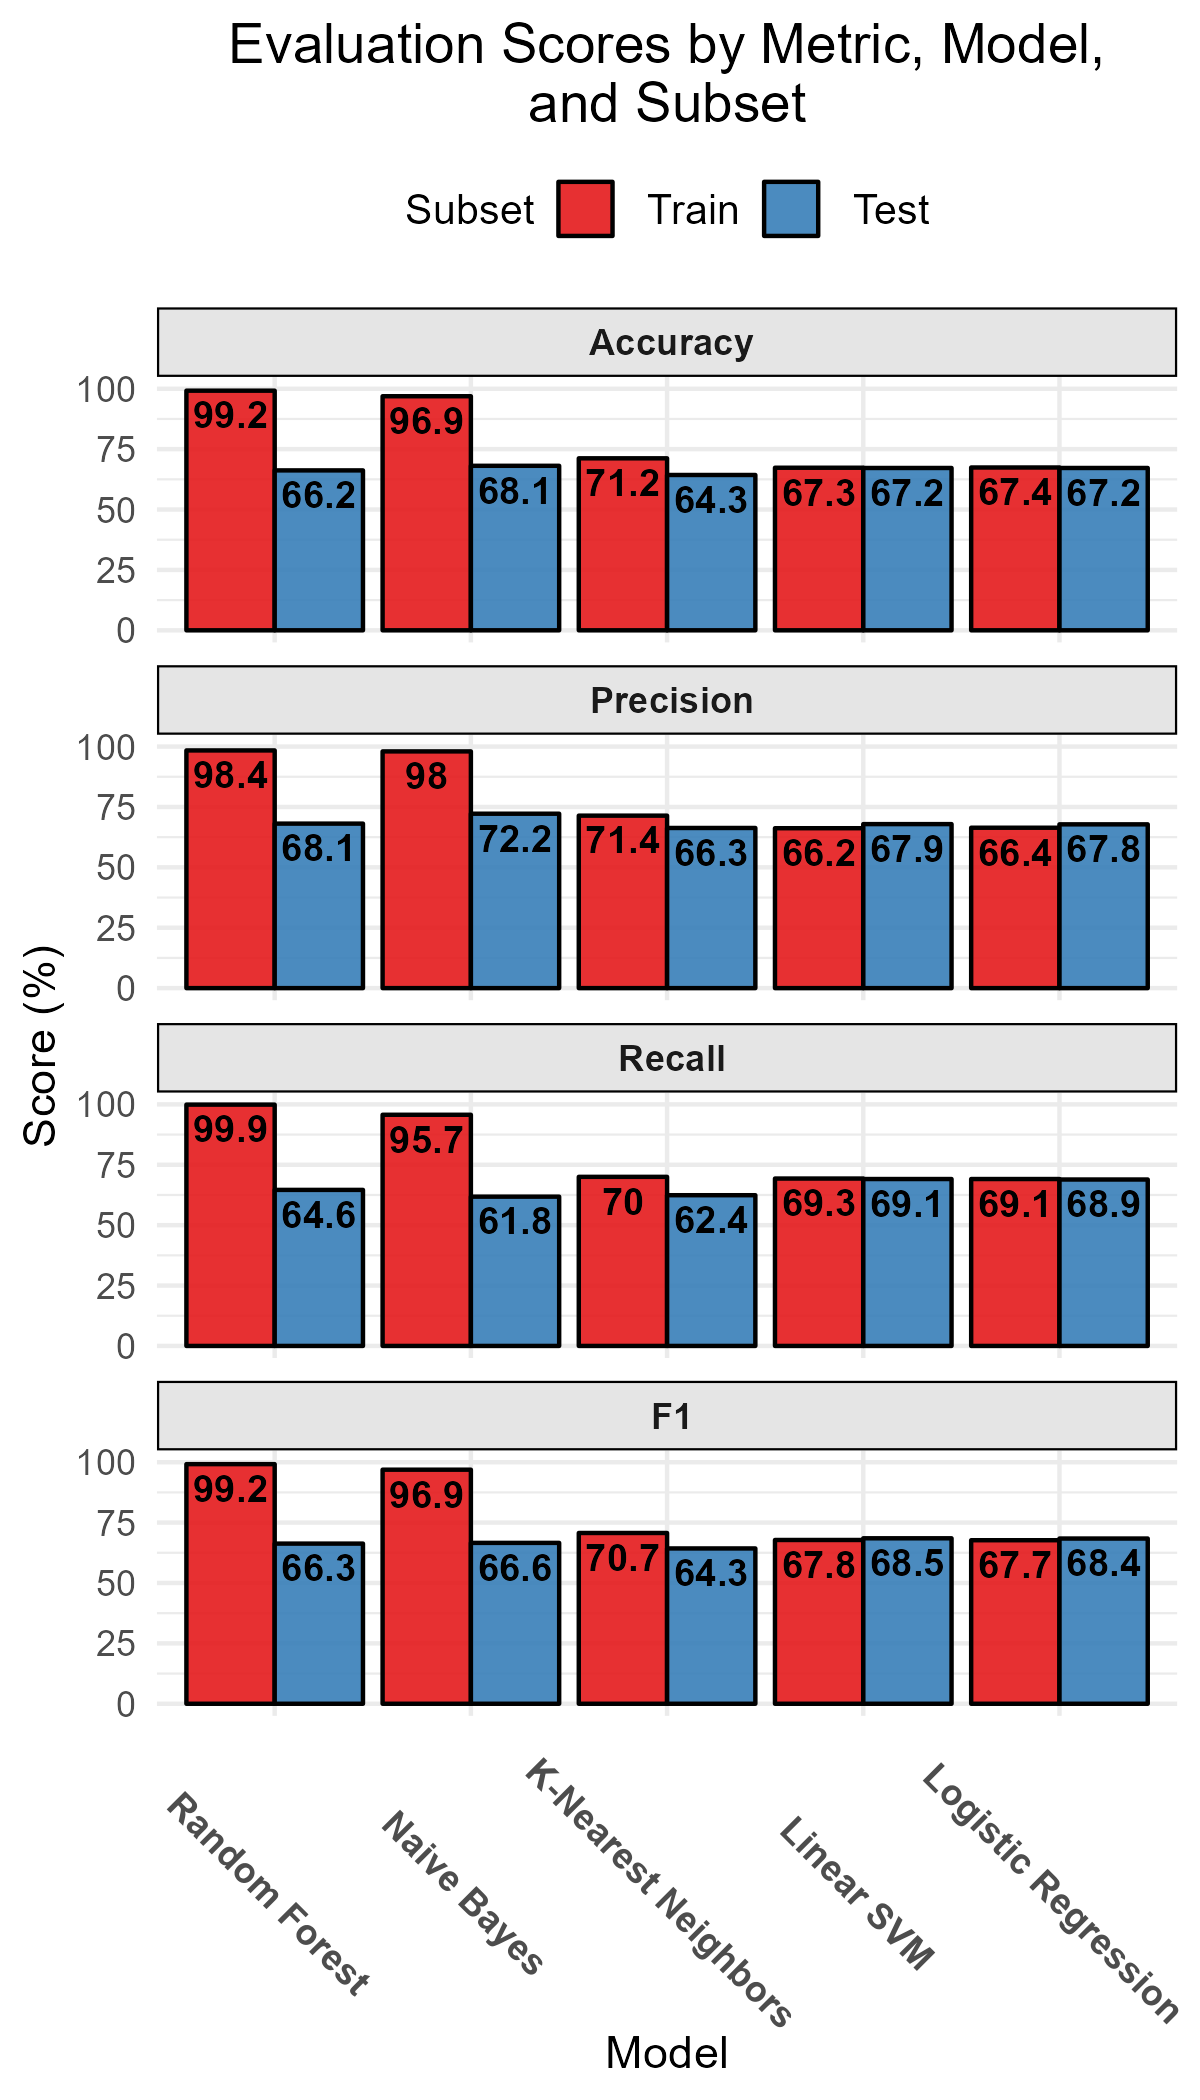 Evaluation Scores by Metric, Model,
and Subset
Subset Train Test
Accuracy
100
75
50
25
0
99.2 66.2 96.9 68.1 71.2 64.3 67.3 67.2 67.4 67.2
Precision
100
75
50
25
0
98.4 68.1 98 72.2 71.4 66.3 66.2 67.9 66.4 67.8
Score (%)
Recall
100
75
50
25
0
99.9 64.6 95.7 61.8 70 62.4 69.3 69.1 69.1 68.9
F1
100
75
50
25
0
99.2 66.3 96.9 66.6 70.7 64.3 67.8 68.5 67.7 68.4
Random Forest
Naive Bayes
K-Nearest Neighbors
Linear SVM
Logistic Regression
Model